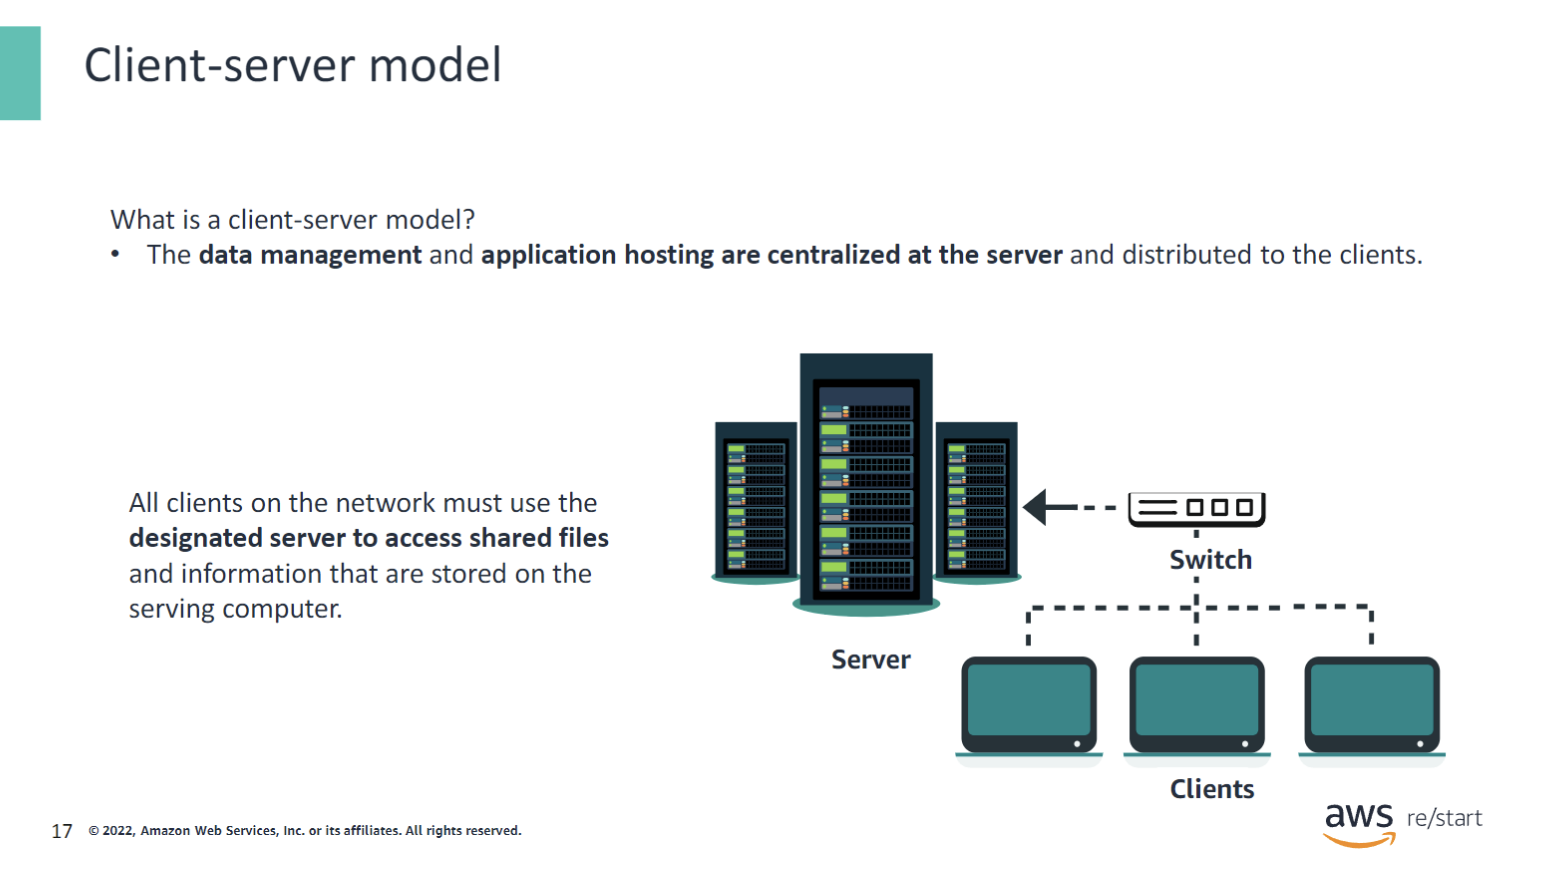 Client-server model
What is a client-server model?
• The data management and application hosting are centralized at the server and distributed to the clients.
All clients on the network must use the
designated server to access shared files
and information that are stored on the
serving computer.
Switch
Server
Clients
17 © 2022, Amazon Web Services, Inc. or its affiliates. All rights reserved.
aws re/start